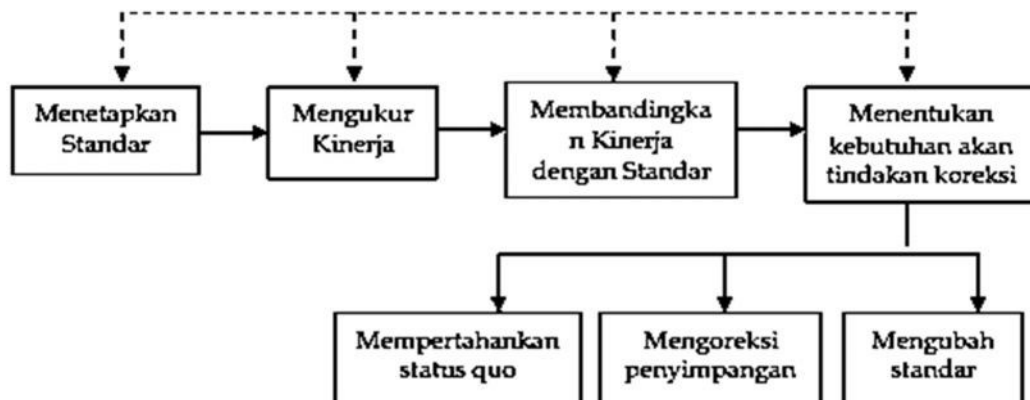 Menetapkan
Standar
Mengukur
Kinerja
Membandingka
n Kinerja
dengan Standar
Menentukan
kebutuhan akan
tindakan koreksi
Mempertahankan
status quo
Mengoreksi
penyimpangan
Mengubah
standar